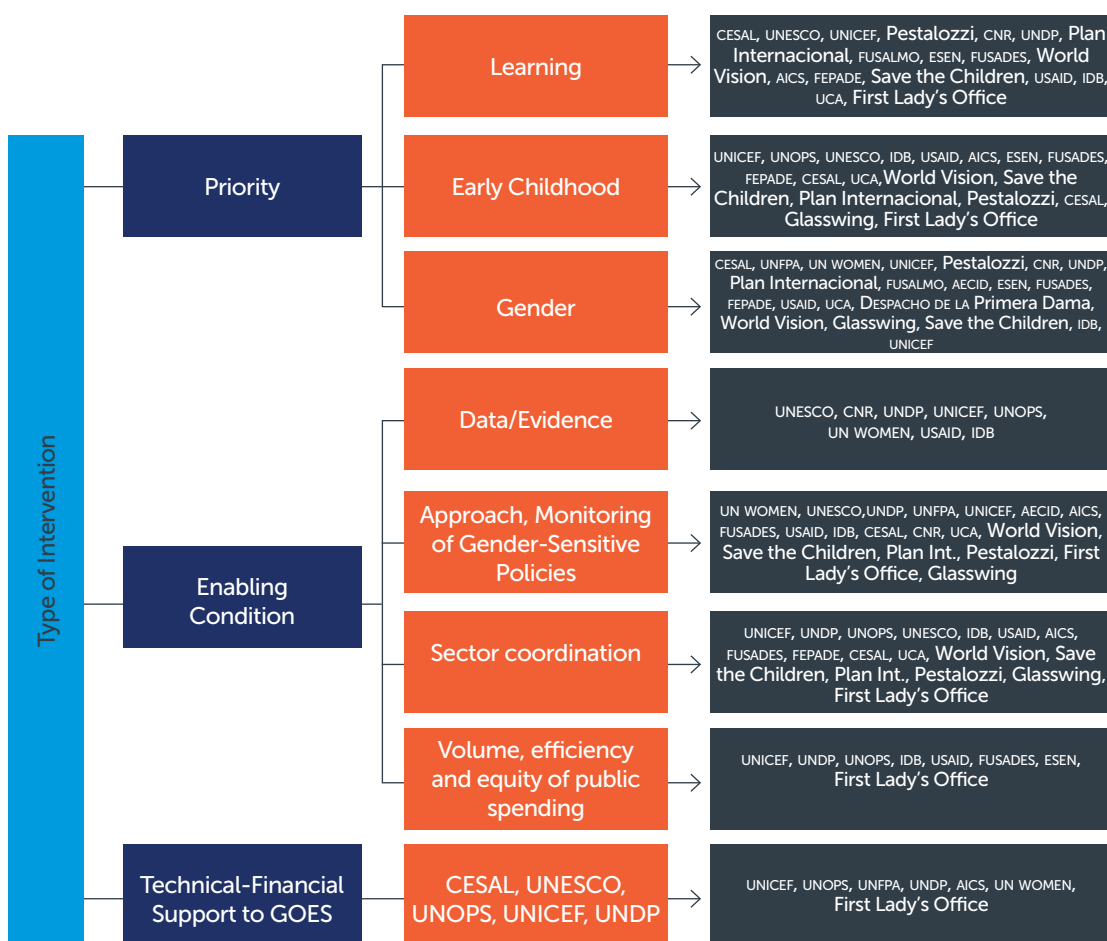 Type of Intervention
Priority
Learning
CESAL, UNESCO, UNICEF, Pestalozzi, CNR, UNDP, Plan
Internacional, FUSALMO, ESEN, FUSADES, World
Vision, AICS, FEPADE, Save the Children, USAID, IDB,
UCA, First Lady's Office
Early Childhood
UNICEF, UNOPS, UNESCO, IDB, USAID, AICS, ESEN, FUSADES,
FEPADE, CESAL, UCA,World Vision, Save the
Children, Plan Internacional, Pestalozzi, CESAL,
Glasswing, First Lady's Office
Gender
CESAL, UNFPA, UN WOMEN, UNICEF, Pestalozzi, CNR, UNDP,
Plan Internacional, FUSALMO, AECID, ESEN, FUSADES,
FEPADE, USAID, UCA, DESPACHO DE LA Primera Dama,
World Vision, Glasswing, Save the Children, IDB,
UNICEF
Enabling
Condition
Data/Evidence
UNESCO, CNR, UNDP, UNICEF, UNOPS,
UN WOMEN, USAID, IDB
Approach, Monitoring
of Gender-Sensitive
Policies
UN WOMEN, UNESCO,UNDP, UNFPA, UNICEF, AECID, AICS,
FUSADES, USAID, IDB, CESAL, CNR, UCA, World Vision,
Save the Children, Plan Int., Pestalozzi, First
Lady's Office, Glasswing
Sector coordination
UNICEF, UNDP, UNOPS, UNESCO, IDB, USAID, AICS,
FUSADES, FEPADE, CESAL, UCA, World Vision, Save
the Children, Plan Int., Pestalozzi, Glasswing,
First Lady's Office
Volume, efficiency
and equity of public
spending
UNICEF, UNDP, UNOPS, IDB, USAID, FUSADES, ESEN,
First Lady's Office
Technical-Financial
Support to GOES
CESAL, UNESCO,
UNOPS, UNICEF, UNDP
UNICEF, UNOPS, UNFPA, UNDP, AICS, UN WOMEN,
First Lady's Office